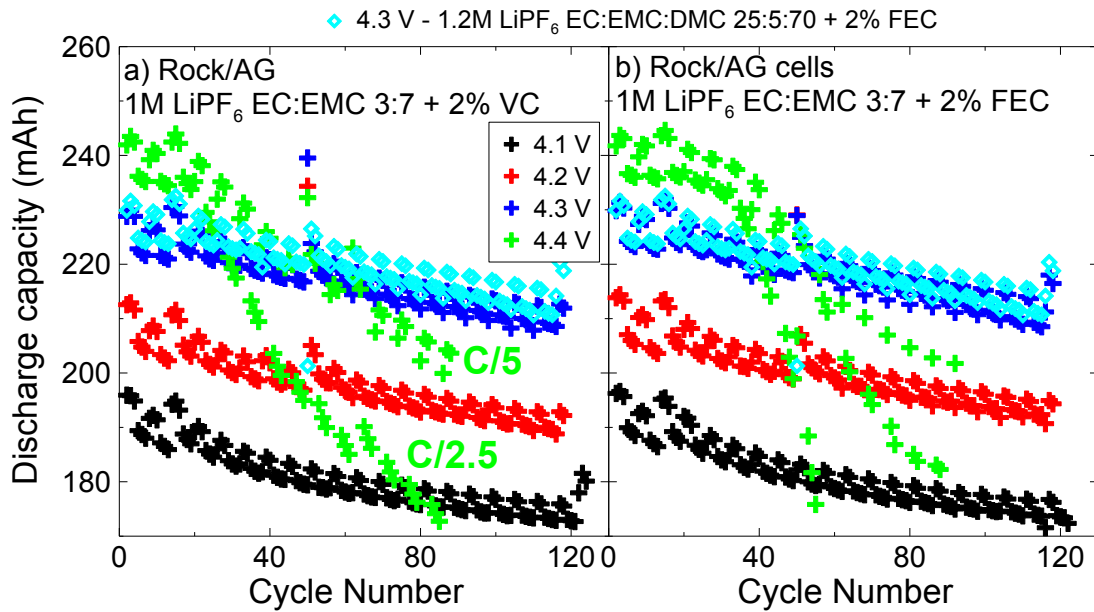 4.3 V - 1.2M LiPF₆ EC:EMC:DMC 25:5:70 + 2% FEC
a) Rock/AG
1M LiPF₆ EC:EMC 3:7 + 2% VC
b) Rock/AG cells
1M LiPF₆ EC:EMC 3:7 + 2% FEC
4.1 V
4.2 V
4.3 V
4.4 V
C/5
C/2.5
Discharge capacity (mAh)
260
240
220
200
180
0 40 80 120
0 40 80 120
Cycle Number
Cycle Number